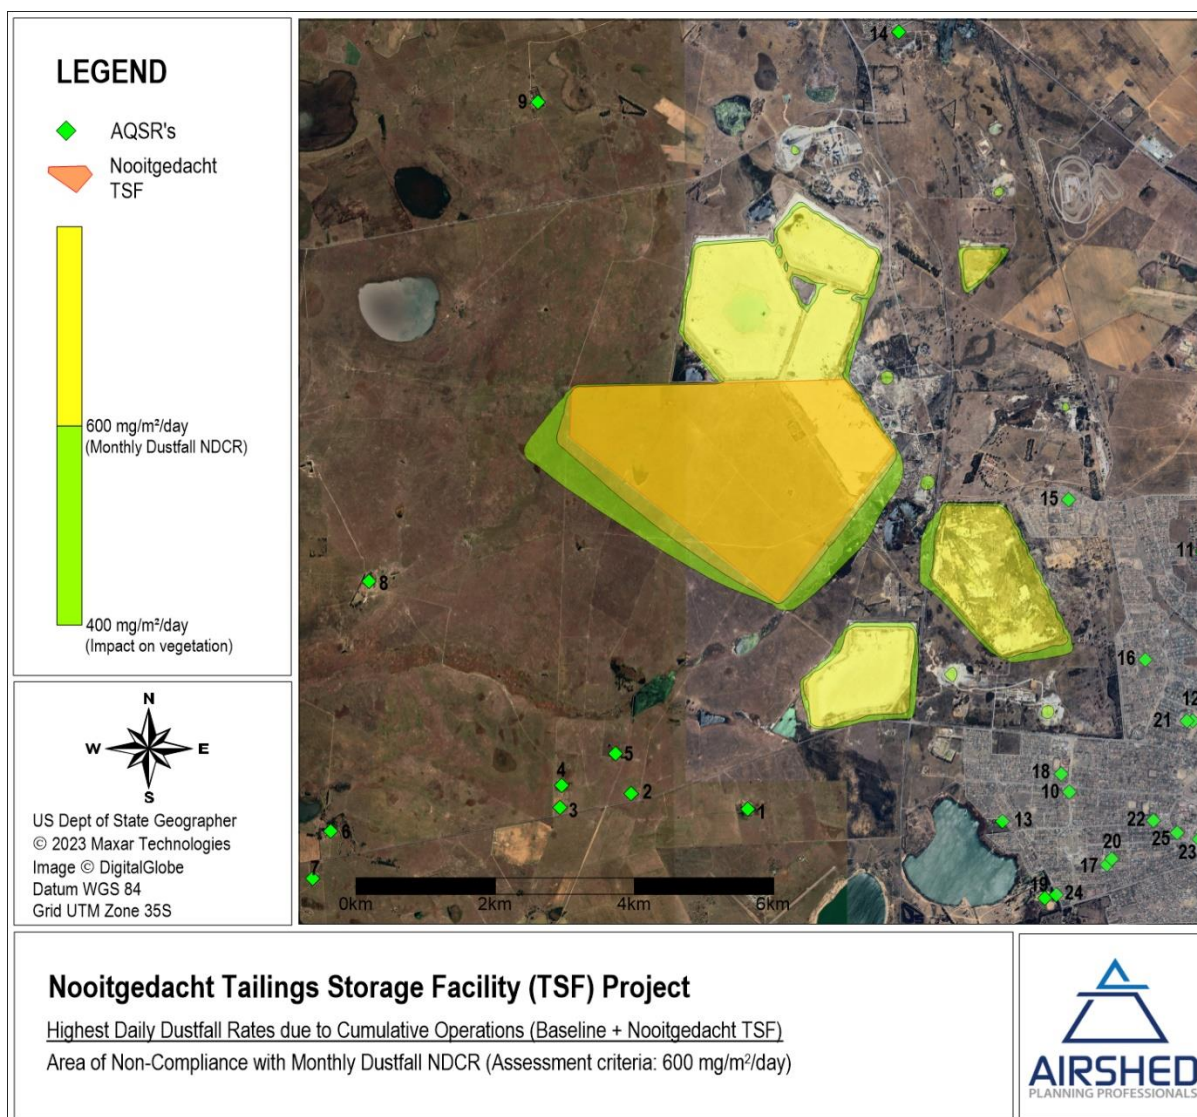 LEGEND
AQSR's
Nooitgedacht
TSF
600 mg/m²/day
(Monthly Dustfall NDCR)
400 mg/m²/day
(Impact on vegetation)
N
W
E
S
US Dept of State Geographer
© 2023 Maxar Technologies
Image © DigitalGlobe
Datum WGS 84
Grid UTM Zone 35S
14
9
15
11
8
16
12
21
5
4
2
3
1
18
10
6
13
22
25
23
7
20
17
19
24
0km
2km
4km
6km
Nooitgedacht Tailings Storage Facility (TSF) Project
Highest Daily Dustfall Rates due to Cumulative Operations (Baseline + Nooitgedacht TSF)
Area of Non-Compliance with Monthly Dustfall NDCR (Assessment criteria: 600 mg/m²/day)
AIRSHED
PLANNING PROFESSIONALS